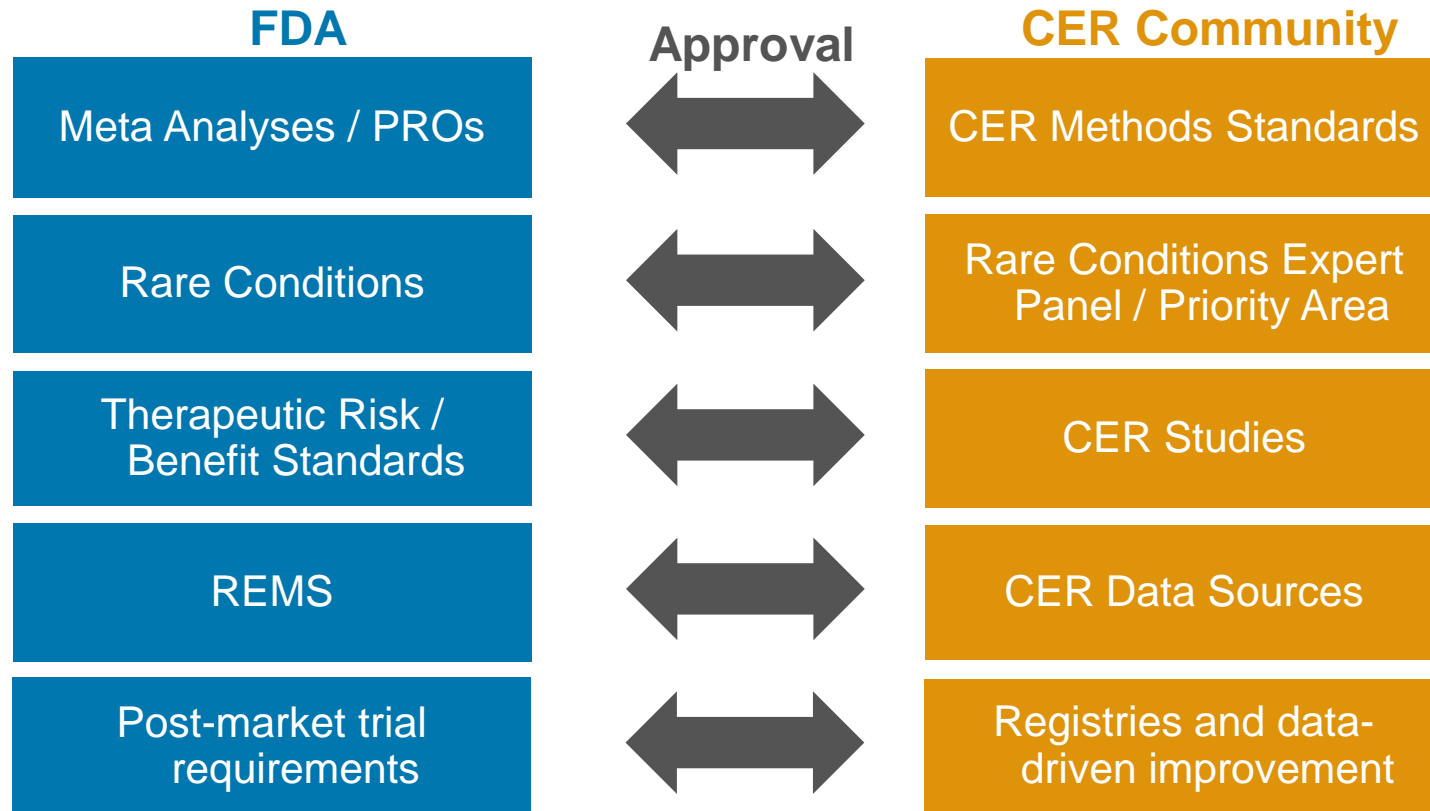 FDA
Approval
CER Community
Meta Analyses / PROs
CER Methods Standards
Rare Conditions
Rare Conditions Expert
Panel / Priority Area
Therapeutic Risk /
Benefit Standards
CER Studies
REMS
CER Data Sources
Post-market trial
requirements
Registries and data-
driven improvement